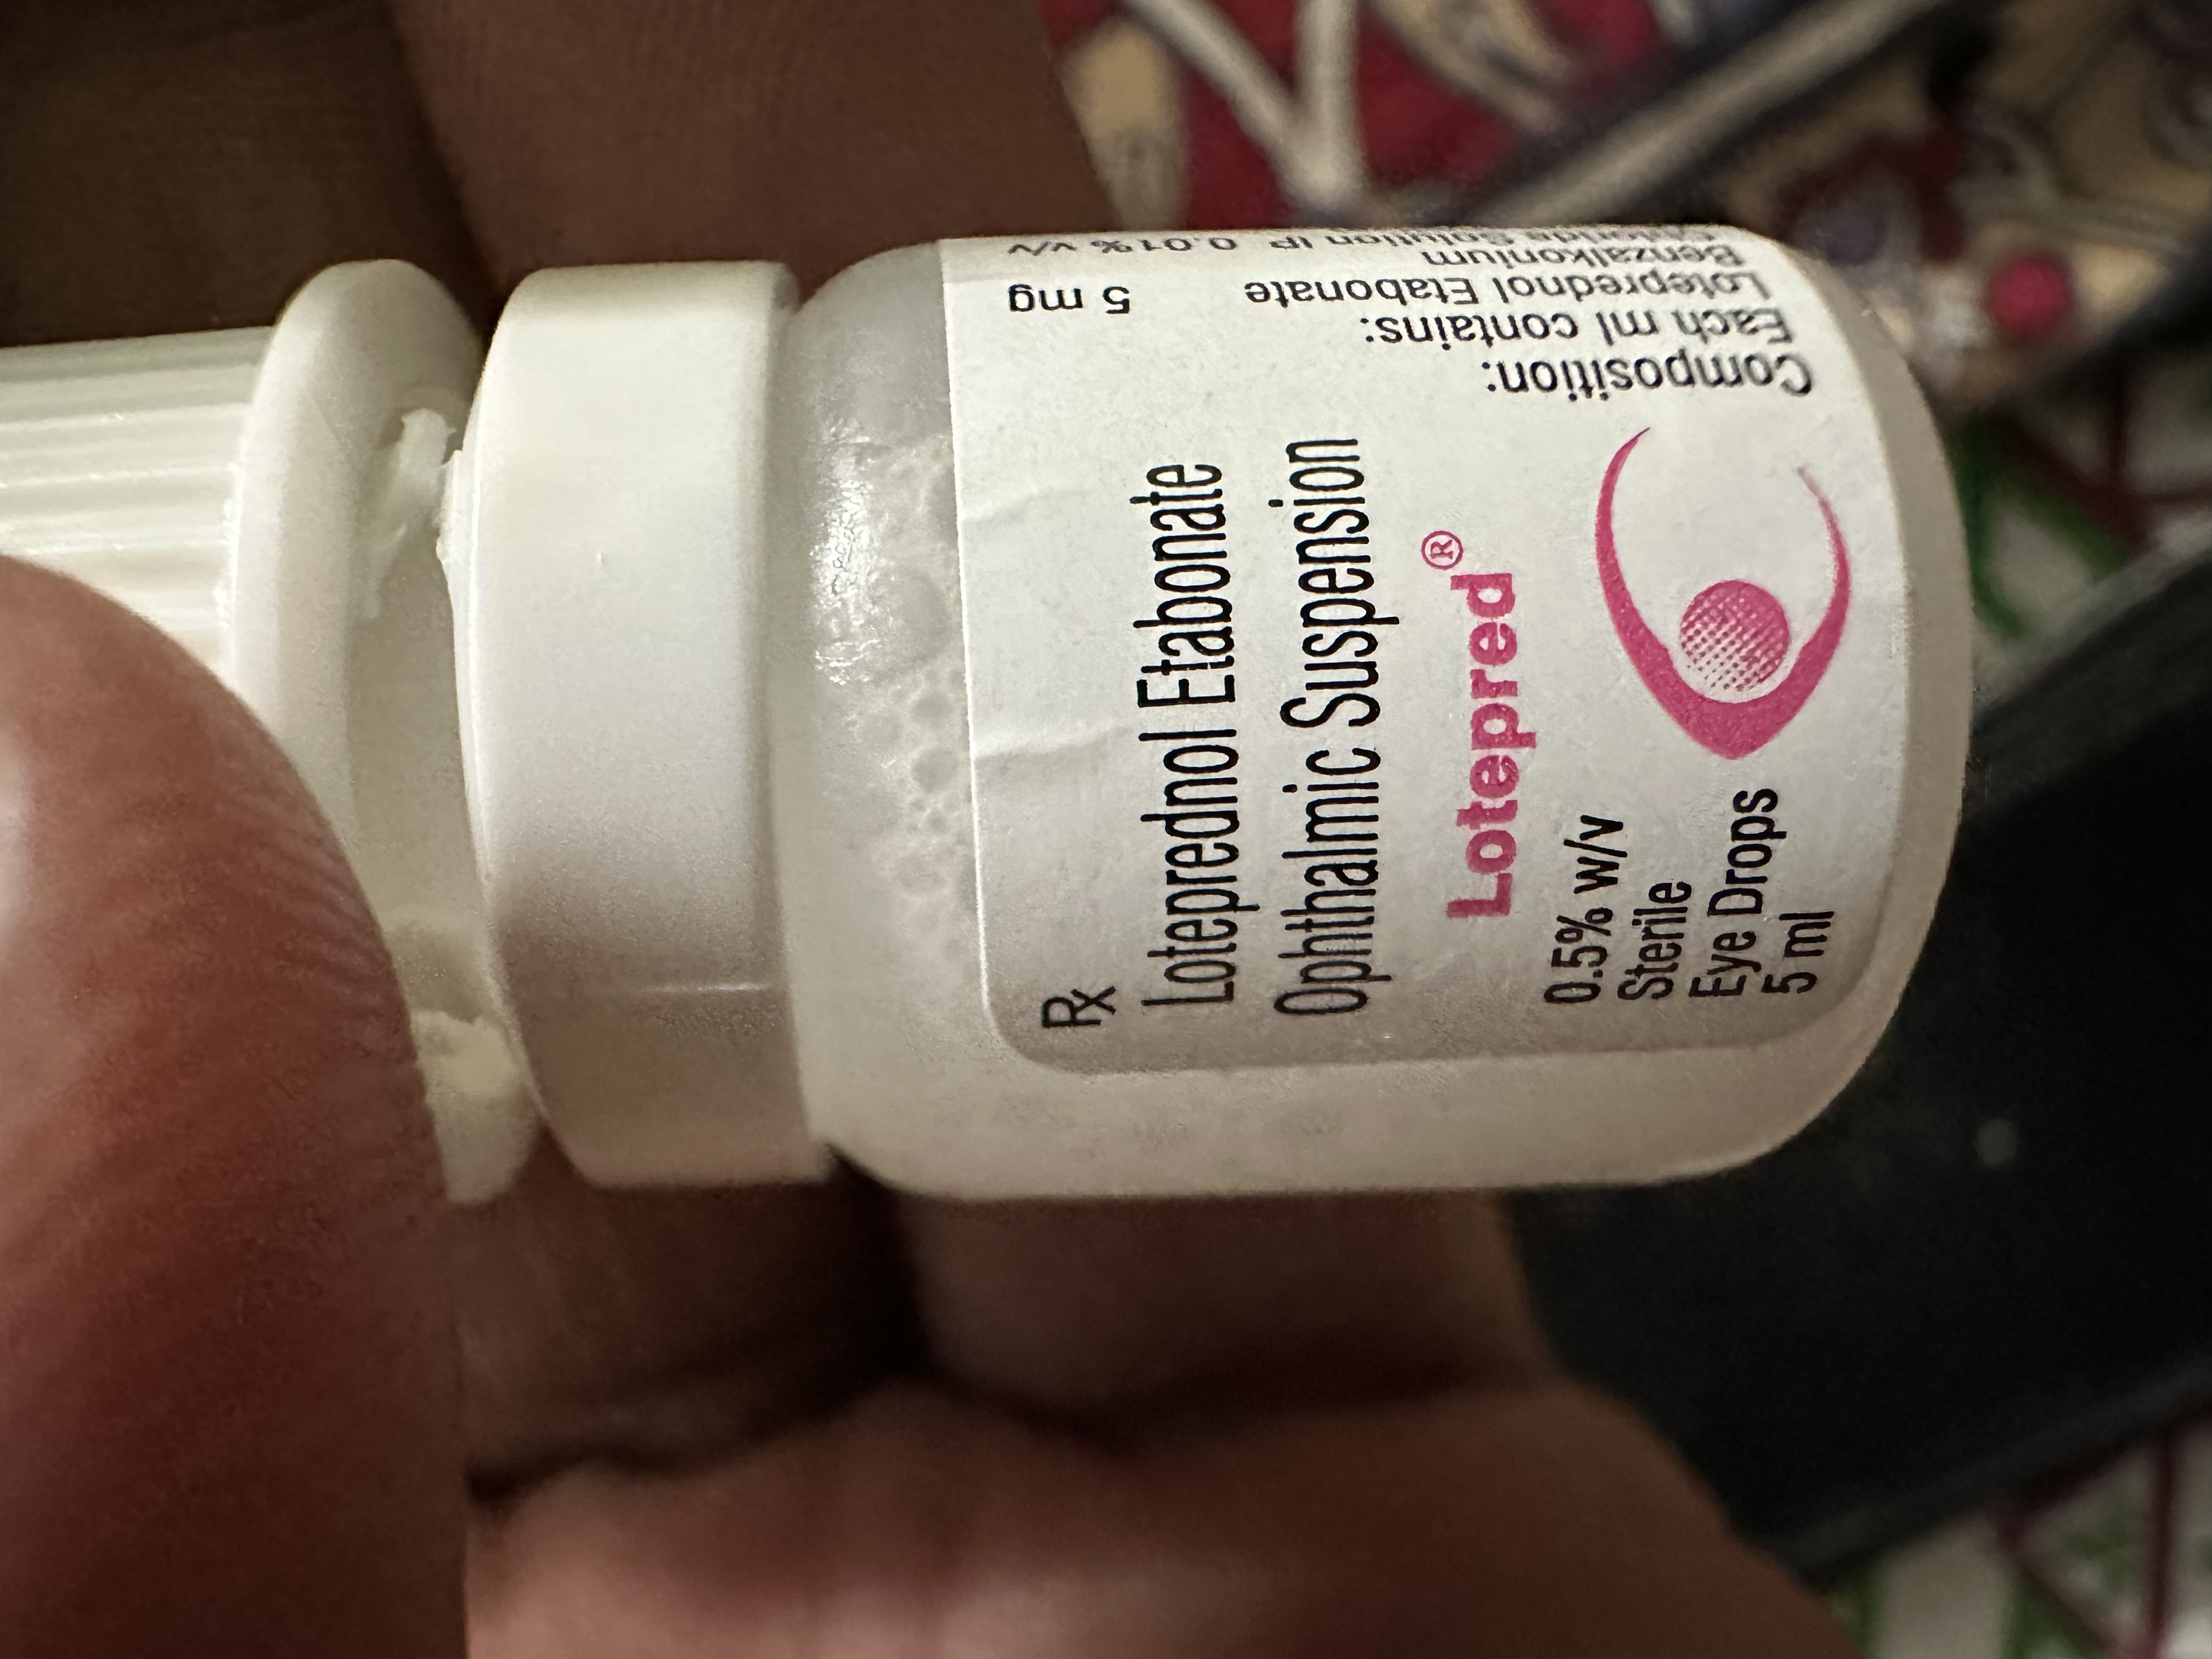 Rx
Loteprednol Etabonate
Ophthalmic Suspension
Lotepred®
0.5% w/v
Sterile
Eye Drops
5 ml
Composition:
Each ml contains:
Loteprednol Etabonate 5 mg
Benzalkonium
Chloride Solution IP 0.01% v/v